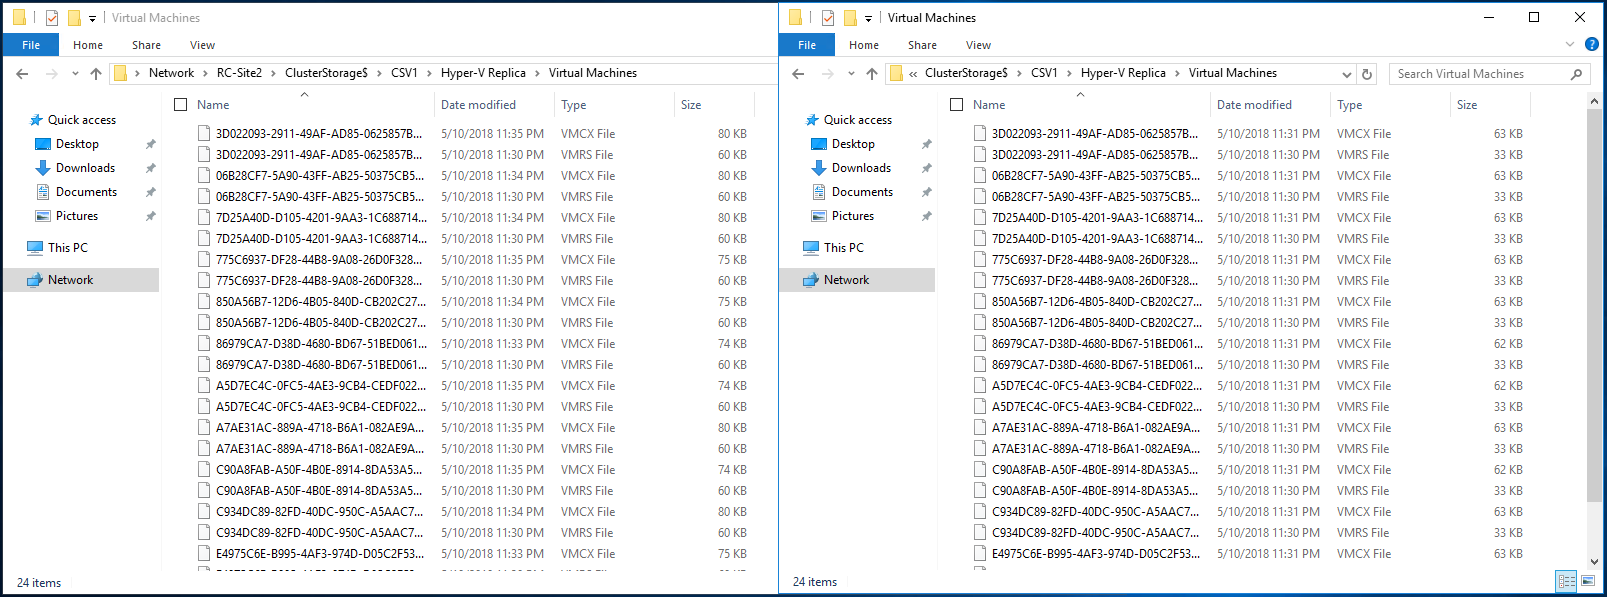 Virtual Machines
File Home Share View
Network RC-Site2 ClusterStorage$ CSV1 Hyper-V Replica Virtual Machines
Quick access
Desktop
Downloads
Documents
Pictures
This PC
Network
Name Date modified Type Size
3D022093-2911-49AF-AD85-0625857B... 5/10/2018 11:35 PM VMCX File 80 KB
3D022093-2911-49AF-AD85-0625857B... 5/10/2018 11:30 PM VMRS File 60 KB
06B28CF7-5A90-43FF-AB25-50375CB5... 5/10/2018 11:34 PM VMCX File 80 KB
06B28CF7-5A90-43FF-AB25-50375CB5... 5/10/2018 11:30 PM VMRS File 60 KB
7D25A40D-D105-4201-9AA3-1C688714... 5/10/2018 11:34 PM VMCX File 80 KB
7D25A40D-D105-4201-9AA3-1C688714... 5/10/2018 11:30 PM VMRS File 60 KB
775C6937-DF28-44B8-9A08-26D0F328... 5/10/2018 11:35 PM VMCX File 75 KB
775C6937-DF28-44B8-9A08-26D0F328... 5/10/2018 11:30 PM VMRS File 60 KB
850A56B7-12D6-4B05-840D-CB202C27... 5/10/2018 11:34 PM VMCX File 75 KB
850A56B7-12D6-4B05-840D-CB202C27... 5/10/2018 11:30 PM VMRS File 60 KB
86979CA7-D38D-4680-BD67-51BED061... 5/10/2018 11:33 PM VMCX File 74 KB
86979CA7-D38D-4680-BD67-51BED061... 5/10/2018 11:30 PM VMRS File 60 KB
A5D7EC4C-0FC5-4AE3-9CB4-CEDF022... 5/10/2018 11:35 PM VMCX File 74 KB
A5D7EC4C-0FC5-4AE3-9CB4-CEDF022... 5/10/2018 11:30 PM VMRS File 60 KB
A7AE31AC-889A-4718-B6A1-082AE9A... 5/10/2018 11:35 PM VMCX File 80 KB
A7AE31AC-889A-4718-B6A1-082AE9A... 5/10/2018 11:30 PM VMRS File 60 KB
C90A8FAB-A50F-4B0E-8914-8DA53A5... 5/10/2018 11:35 PM VMCX File 74 KB
C90A8FAB-A50F-4B0E-8914-8DA53A5... 5/10/2018 11:30 PM VMRS File 60 KB
C934DC89-82FD-40DC-950C-A5AAC7... 5/10/2018 11:34 PM VMCX File 80 KB
C934DC89-82FD-40DC-950C-A5AAC7... 5/10/2018 11:30 PM VMRS File 60 KB
E4975C6E-B995-4AF3-974D-D05C2F53... 5/10/2018 11:33 PM VMCX File 75 KB
24 items
Virtual Machines
File Home Share View
« ClusterStorage$ CSV1 Hyper-V Replica Virtual Machines Search Virtual Machines
Quick access
Desktop
Downloads
Documents
Pictures
This PC
Network
Name Date modified Type Size
3D022093-2911-49AF-AD85-0625857B... 5/10/2018 11:31 PM VMCX File 63 KB
3D022093-2911-49AF-AD85-0625857B... 5/10/2018 11:30 PM VMRS File 33 KB
06B28CF7-5A90-43FF-AB25-50375CB5... 5/10/2018 11:31 PM VMCX File 63 KB
06B28CF7-5A90-43FF-AB25-50375CB5... 5/10/2018 11:30 PM VMRS File 33 KB
7D25A40D-D105-4201-9AA3-1C688714... 5/10/2018 11:31 PM VMCX File 63 KB
7D25A40D-D105-4201-9AA3-1C688714... 5/10/2018 11:30 PM VMRS File 33 KB
775C6937-DF28-44B8-9A08-26D0F328... 5/10/2018 11:31 PM VMCX File 63 KB
775C6937-DF28-44B8-9A08-26D0F328... 5/10/2018 11:30 PM VMRS File 33 KB
850A56B7-12D6-4B05-840D-CB202C27... 5/10/2018 11:31 PM VMCX File 63 KB
850A56B7-12D6-4B05-840D-CB202C27... 5/10/2018 11:30 PM VMRS File 33 KB
86979CA7-D38D-4680-BD67-51BED061... 5/10/2018 11:31 PM VMCX File 62 KB
86979CA7-D38D-4680-BD67-51BED061... 5/10/2018 11:30 PM VMRS File 33 KB
A5D7EC4C-0FC5-4AE3-9CB4-CEDF022... 5/10/2018 11:31 PM VMCX File 62 KB
A5D7EC4C-0FC5-4AE3-9CB4-CEDF022... 5/10/2018 11:30 PM VMRS File 33 KB
A7AE31AC-889A-4718-B6A1-082AE9A... 5/10/2018 11:31 PM VMCX File 63 KB
A7AE31AC-889A-4718-B6A1-082AE9A... 5/10/2018 11:30 PM VMRS File 33 KB
C90A8FAB-A50F-4B0E-8914-8DA53A5... 5/10/2018 11:31 PM VMCX File 62 KB
C90A8FAB-A50F-4B0E-8914-8DA53A5... 5/10/2018 11:30 PM VMRS File 33 KB
C934DC89-82FD-40DC-950C-A5AAC7... 5/10/2018 11:31 PM VMCX File 63 KB
C934DC89-82FD-40DC-950C-A5AAC7... 5/10/2018 11:30 PM VMRS File 33 KB
E4975C6E-B995-4AF3-974D-D05C2F53... 5/10/2018 11:31 PM VMCX File 63 KB
24 items